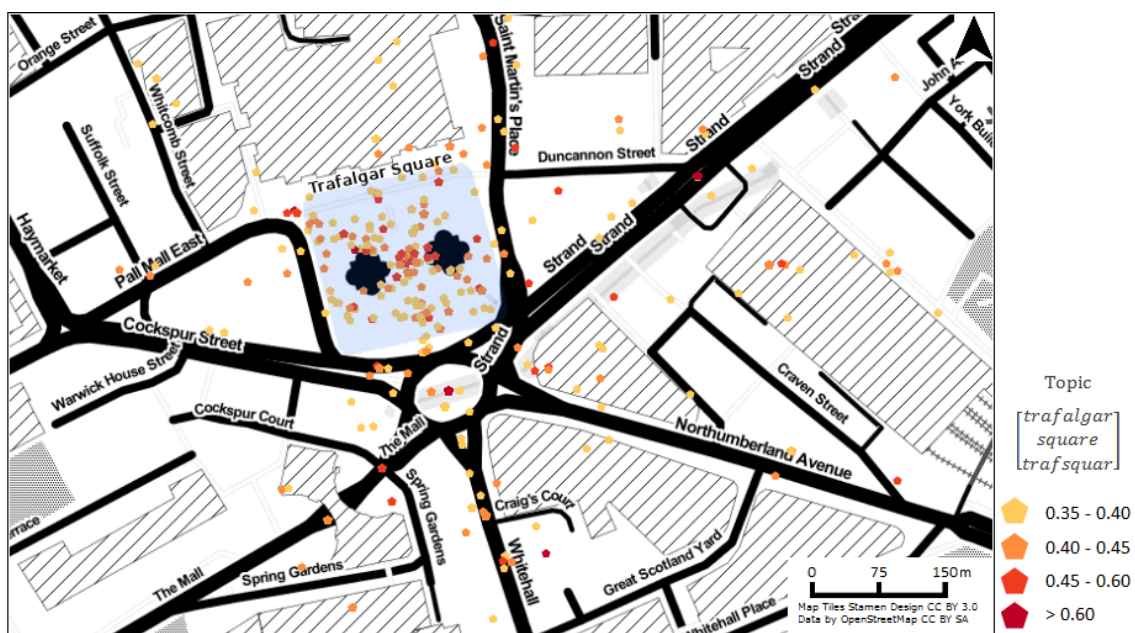 Orange Street
Whitcomb Street
Suffolk Street
Haymarket
Pall Mall East
Trafalgar Square
Saint Martin's Place
Duncannon Street
Strand
Strand
Stra
Strand
Strand
Strand
John A
York Buil
Cockspur Street
Warwick House Street
Cockspur Court
The Mall
Craven Street
Northumberland Avenue
Spring Gardens
Craig's Court
Whitehall
Great Scotland Yard
errace
The Mall
Spring Gardens
Whitehall Place
0 75 150 m
Map Tiles Stamen Design CC BY 3.0
Data by OpenStreetMap CC BY SA
Topic
trafalgar
square
trafsquar
0.35 - 0.40
0.40 - 0.45
0.45 - 0.60
> 0.60